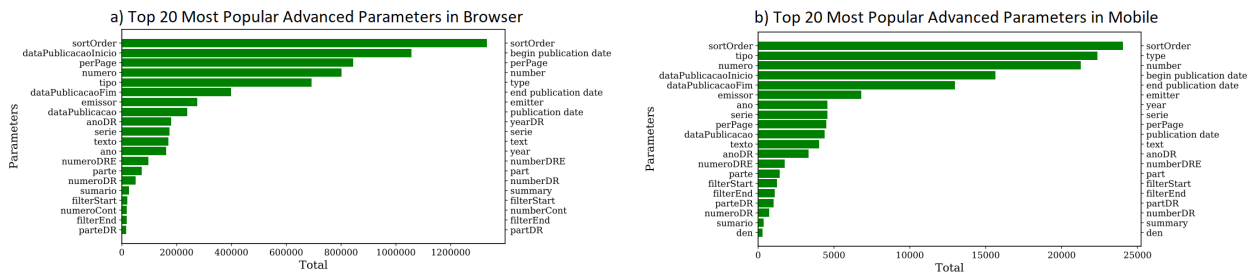 a) Top 20 Most Popular Advanced Parameters in Browser
sortOrder sortOrder
dataPublicacaoInicio begin publication date
perPage perPage
numero number
tipo type
dataPublicacaoFim end publication date
emissor emitter
dataPublicacao publication date
anoDR yearDR
serie serie
texto text
ano year
numeroDRE numberDRE
parte part
numeroDR numberDR
sumario summary
filterStart filterStart
numeroCont numberCont
filterEnd filterEnd
parteDR partDR
Parameters
0 200000 400000 600000 800000 1000000 1200000
Total
b) Top 20 Most Popular Advanced Parameters in Mobile
sortOrder sortOrder
tipo type
numero number
dataPublicacaoInicio begin publication date
dataPublicacaoFim end publication date
emissor emitter
ano year
serie serie
perPage perPage
dataPublicacao publication date
texto text
anoDR anoDR
numeroDRE numberDRE
parte part
filterStart filterStart
filterEnd filterEnd
parteDR partDR
numeroDR numberDR
sumario summary
den den
Parameters
0 5000 10000 15000 20000 25000
Total